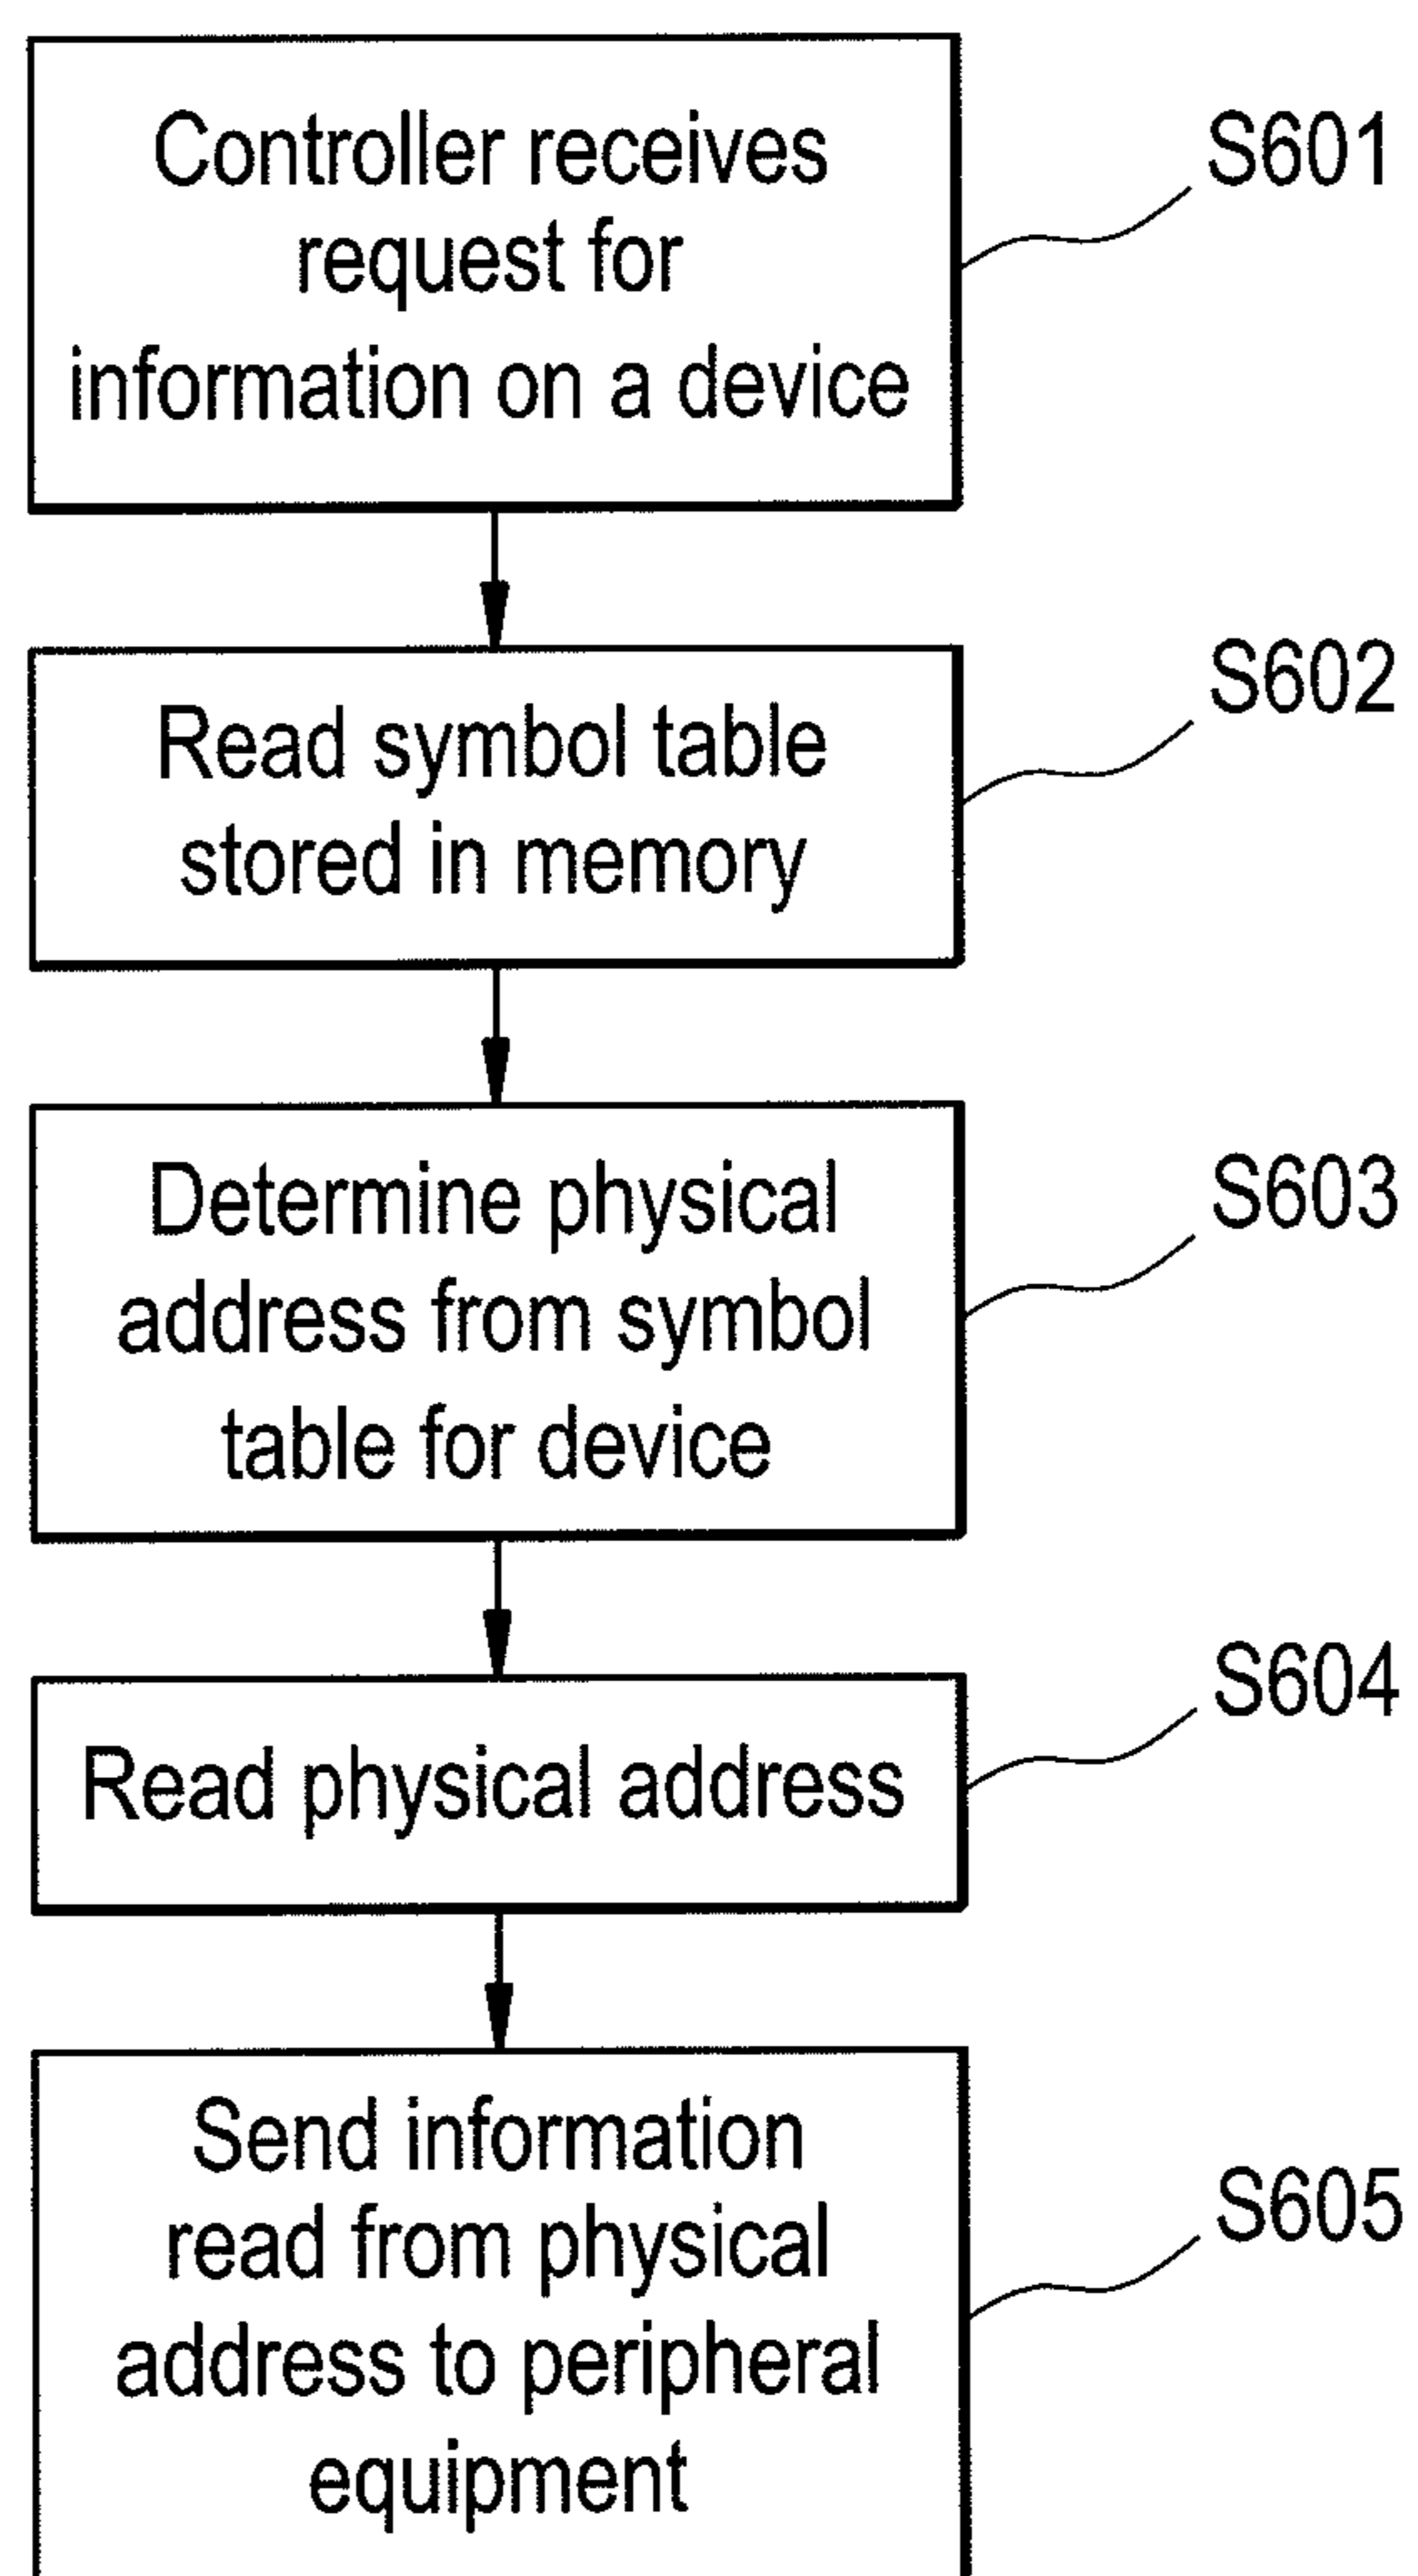 Controller receives
request for
information on a device
S601
Read symbol table
stored in memory
S602
Determine physical
address from symbol
table for device
S603
Read physical address
S604
Send information
read from physical
address to peripheral
equipment
S605